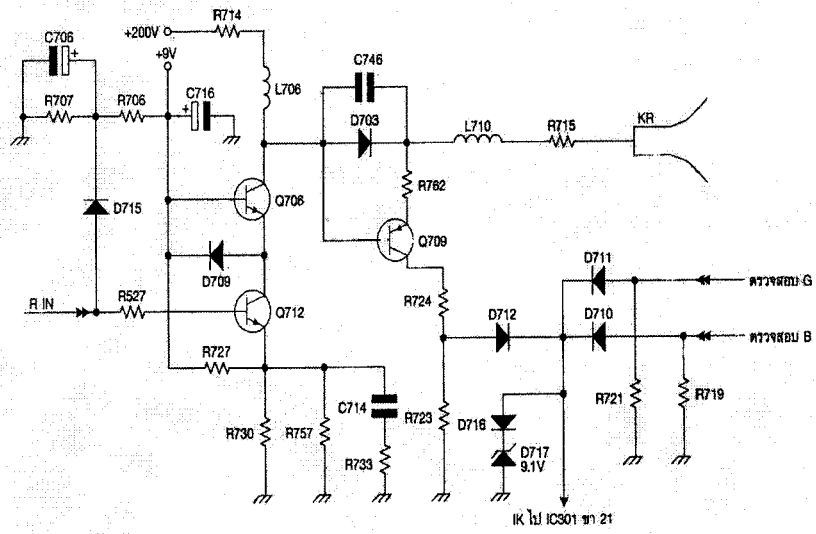 R714
+200V
C706
+
+9V
C746
L706
R707
R706
C716
+
D703
L710
R715
KR
R762
Q706
D715
Q709
D709
D711
ตรวจสอบ G
R IN
R527
Q712
R724
D712
D710
ตรวจสอบ B
R727
C714
R723
R721
R719
R730
R757
D716
D717
9.1V
R733
IK ไป IC301 ขา 21